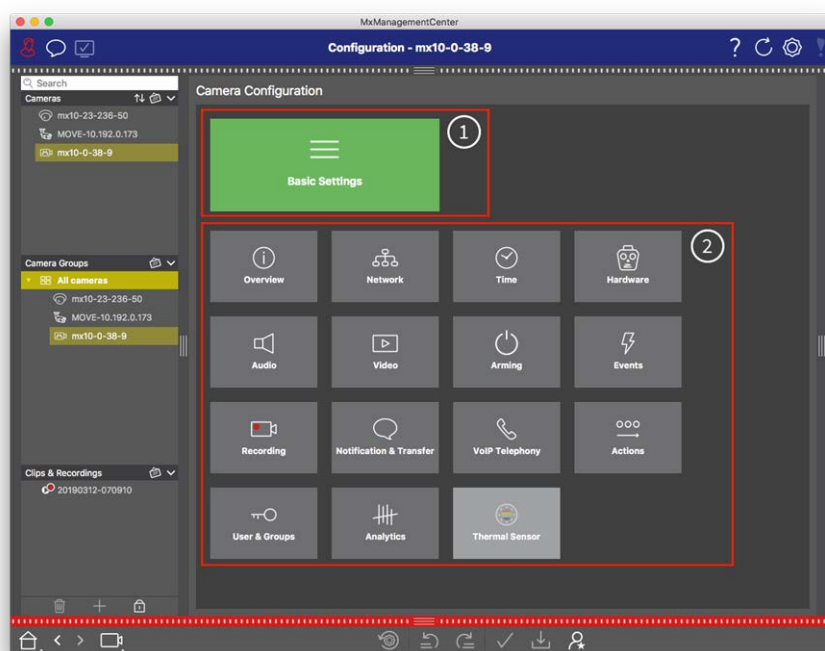 MxManagementCenter
Configuration - mx10-0-38-9
?
Search
Cameras
mx10-23-236-50
MOVE-10.192.0.173
mx10-0-38-9
Camera Groups
All cameras
mx10-23-236-50
MOVE-10.192.0.173
mx10-0-38-9
Clips & Recordings
20190312-070910
Camera Configuration
1
Basic Settings
2
Overview
Network
Time
Hardware
Audio
Video
Arming
Events
Recording
Notification & Transfer
VoIP Telephony
Actions
User & Groups
Analytics
Thermal Sensor